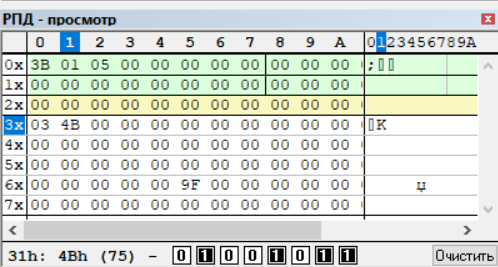 РПД - просмотр
0 1 2 3 4 5 6 7 8 9 A 0123456789A
0x 3B 01 05 00 00 00 00 00 00 00 00 ;
1x 00 00 00 00 00 00 00 00 00 00 00
2x 00 00 00 00 00 00 00 00 00 00 00
3x 03 4B 00 00 00 00 00 00 00 00 00 K
4x 00 00 00 00 00 00 00 00 00 00 00
5x 00 00 00 00 00 00 00 00 00 00 00
6x 00 00 00 00 00 9F 00 00 00 00 00 џ
7x 00 00 00 00 00 00 00 00 00 00 00
31h: 4Bh (75) - 0 1 0 0 1 0 1 1 Очистить